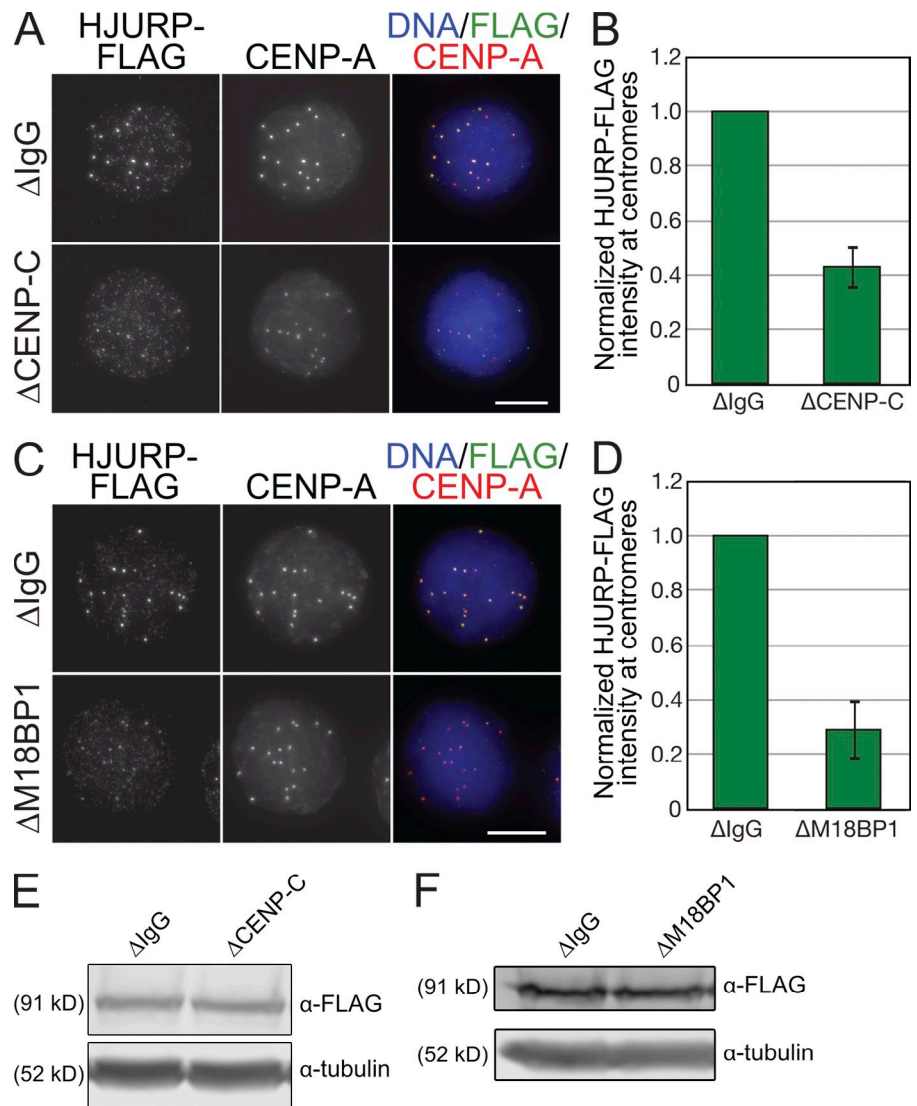 A
HJURP-
FLAG
CENP-A
DNA/FLAG/
CENP-A
ΔIgG
ΔCENP-C
B
Normalized HJURP-FLAG
intensity at centromeres
1.2
1.0
0.8
0.6
0.4
0.2
0
ΔIgG
ΔCENP-C
C
HJURP-
FLAG
CENP-A
DNA/FLAG/
CENP-A
ΔIgG
ΔM18BP1
D
Normalized HJURP-FLAG
intensity at centromeres
1.2
1.0
0.8
0.6
0.4
0.2
0
ΔIgG
ΔM18BP1
E
ΔIgG
ΔCENP-C
(91 kD)
α-FLAG
(52 kD)
α-tubulin
F
ΔIgG
ΔM18BP1
(91 kD)
α-FLAG
(52 kD)
α-tubulin